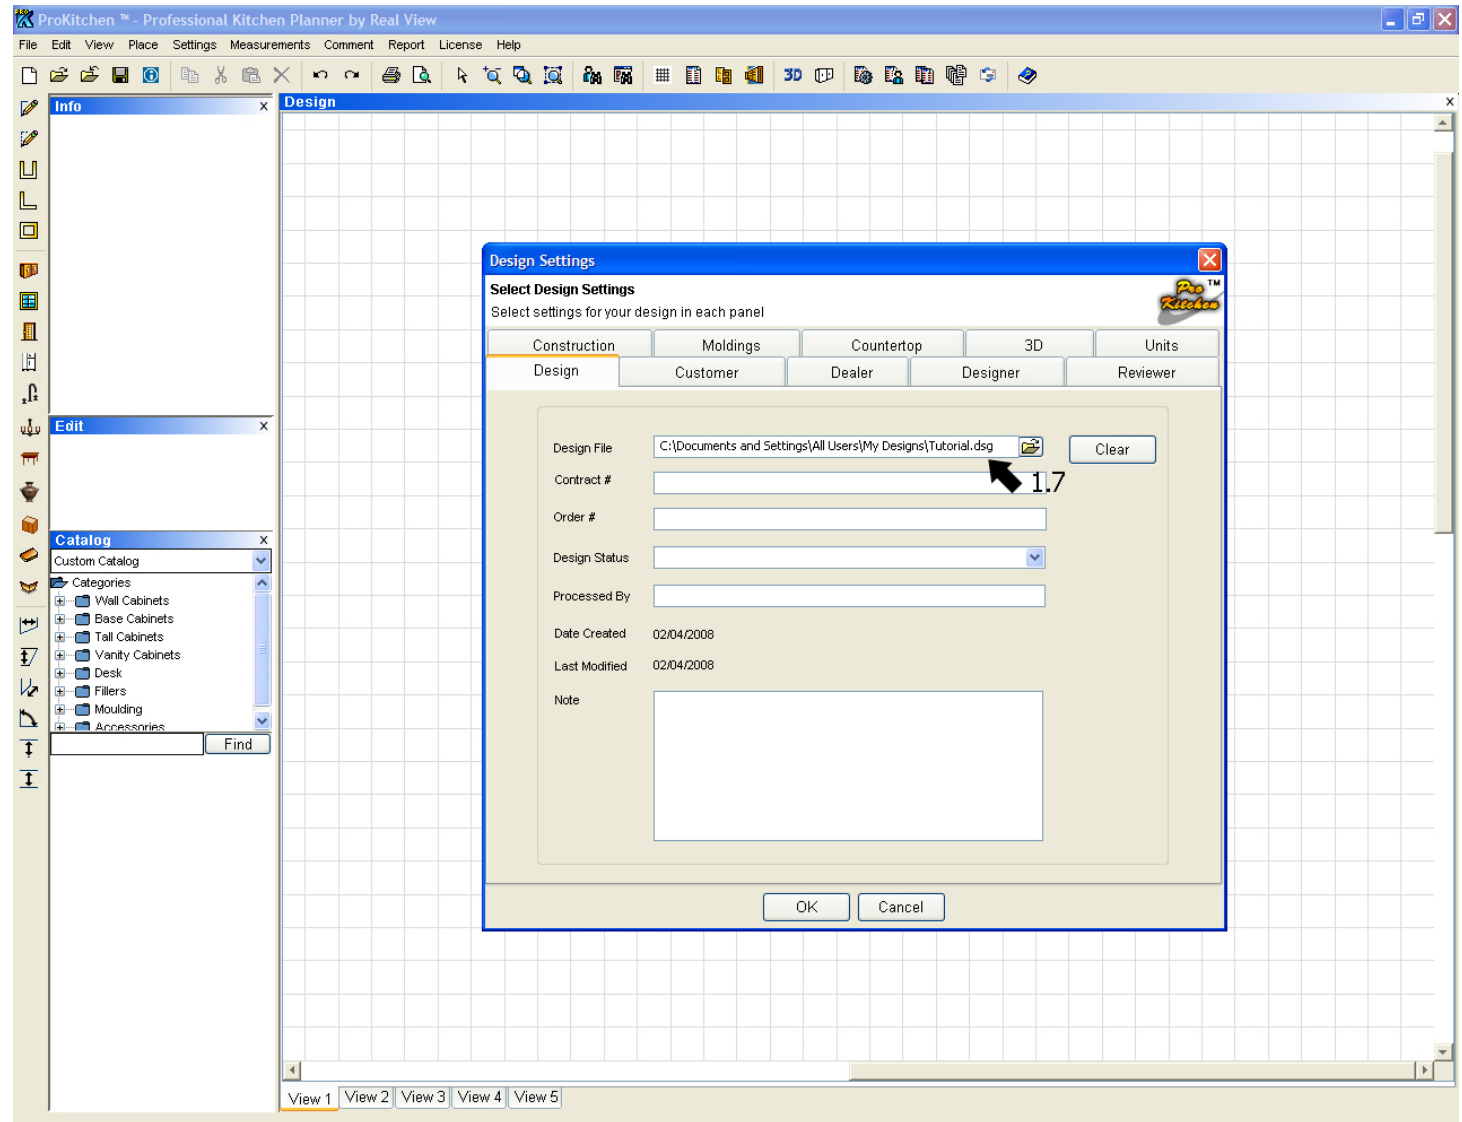 ProKitchen ™ - Professional Kitchen Planner by Real View
File Edit View Place Settings Measurements Comment Report License Help
3D
Info x
Design x
Design Settings
Select Design Settings
Select settings for your design in each panel
Pro Kitchen TM
Construction Moldings Countertop 3D Units
Design Customer Dealer Designer Reviewer
Design File C:\Documents and Settings\All Users\My Designs\Tutorial.dsg Clear
1.7
Contract #
Order #
Design Status
Processed By
Date Created 02/04/2008
Last Modified 02/04/2008
Note
OK Cancel
Edit x
Catalog x
Custom Catalog
Categories
Wall Cabinets
Base Cabinets
Tall Cabinets
Vanity Cabinets
Desk
Fillers
Moulding
Accessories
Find
View 1 View 2 View 3 View 4 View 5